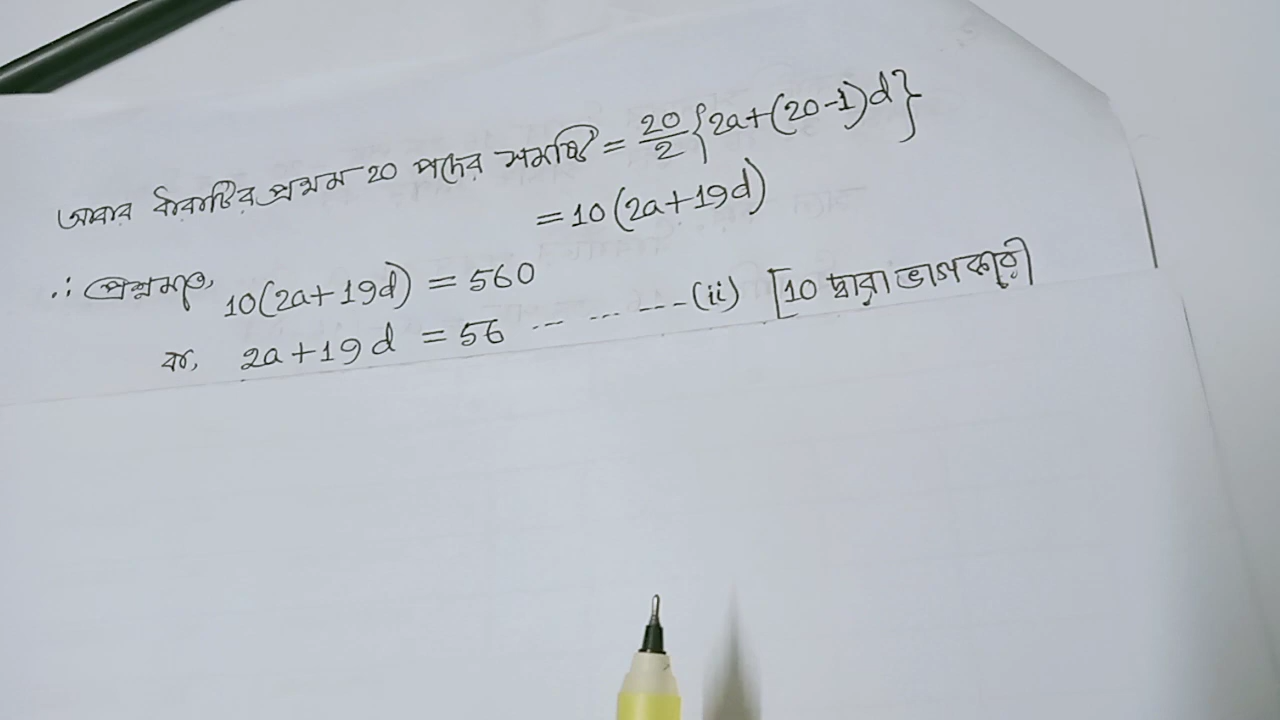 আবার ধারাটির প্রথম 20 পদের সমষ্টি = 20/2 {2a+(20-1)d}
= 10(2a+19d)
∴ প্রশ্নমতে, 10(2a+19d) = 560
বা, 2a+19d = 56 --- --- ---(ii) [10 দ্বারা ভাগ করে]